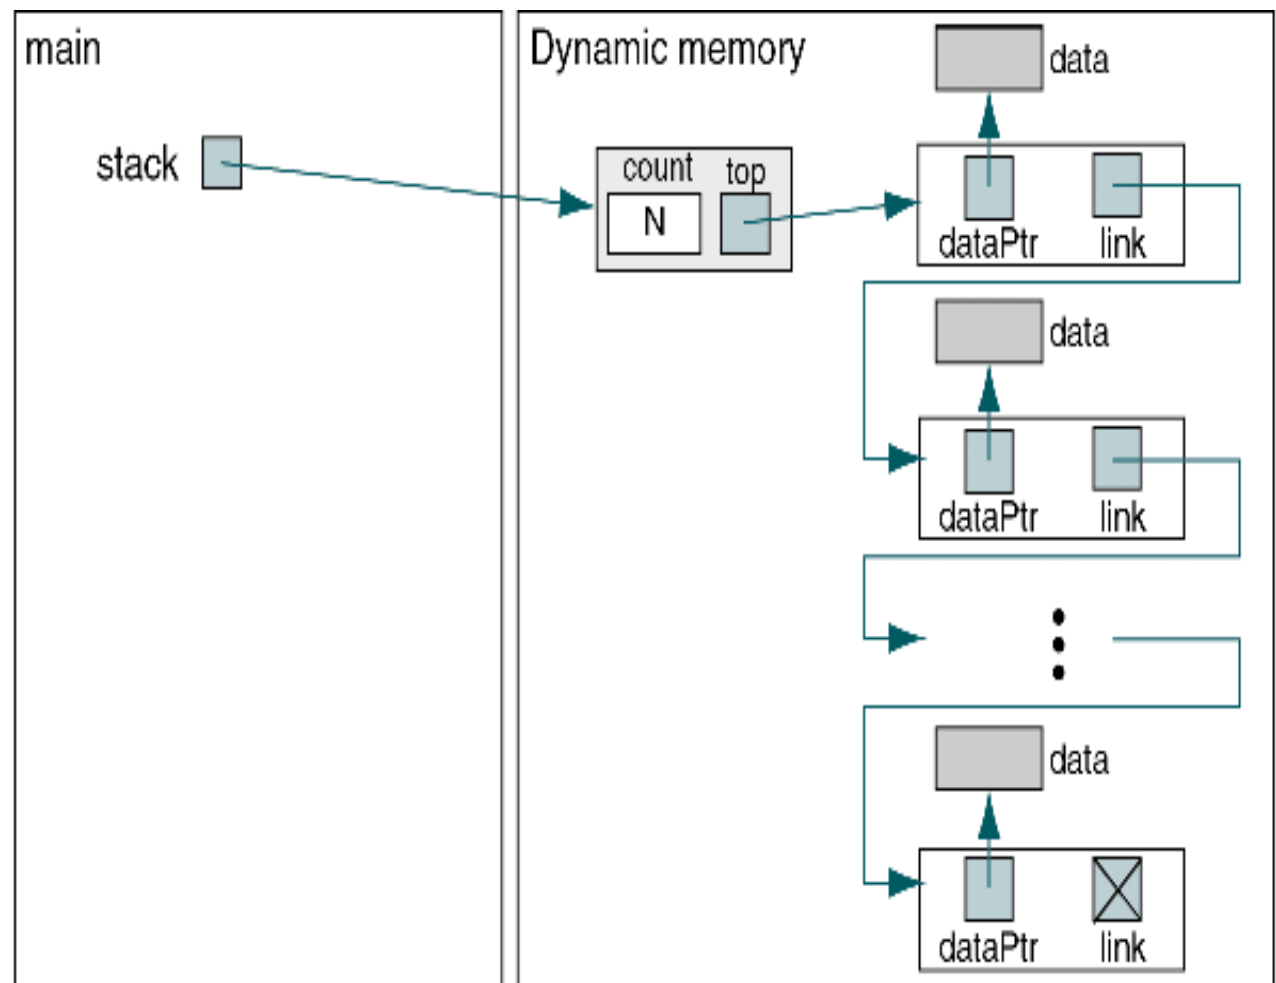 main
stack
Dynamic memory
count top
N
data
dataPtr link
data
dataPtr link
data
dataPtr link